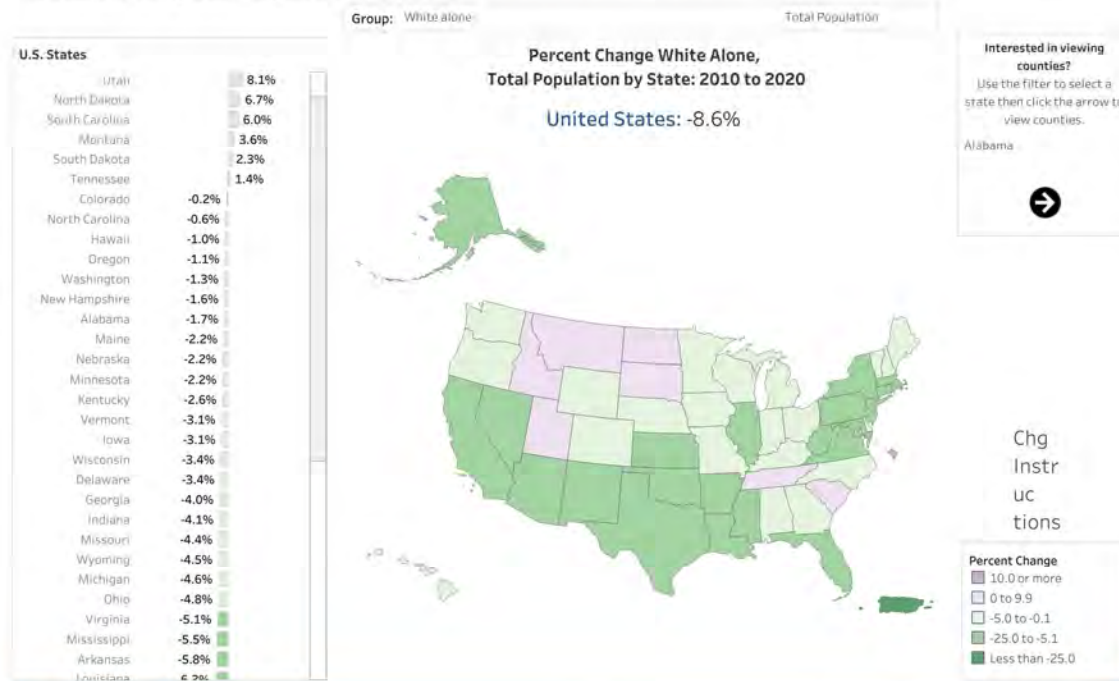 Group: White alone Total Population
U.S. States
Utah 8.1%
North Dakota 6.7%
South Carolina 6.0%
Montana 3.6%
South Dakota 2.3%
Tennessee 1.4%
Colorado -0.2%
North Carolina -0.6%
Hawaii -1.0%
Oregon -1.1%
Washington -1.3%
New Hampshire -1.6%
Alabama -1.7%
Maine -2.2%
Nebraska -2.2%
Minnesota -2.2%
Kentucky -2.6%
Vermont -3.1%
Iowa -3.1%
Wisconsin -3.4%
Delaware -3.4%
Georgia -4.0%
Indiana -4.1%
Missouri -4.4%
Wyoming -4.5%
Michigan -4.6%
Ohio -4.8%
Virginia -5.1%
Mississippi -5.5%
Arkansas -5.8%
Louisiana
Percent Change White Alone,
Total Population by State: 2010 to 2020
United States: -8.6%
Interested in viewing
counties?
Use the filter to select a
state then click the arrow to
view counties.
Alabama
Chg
Instr
uc
tions
Percent Change
10.0 or more
0 to 9.9
-5.0 to -0.1
-25.0 to -5.1
Less than -25.0